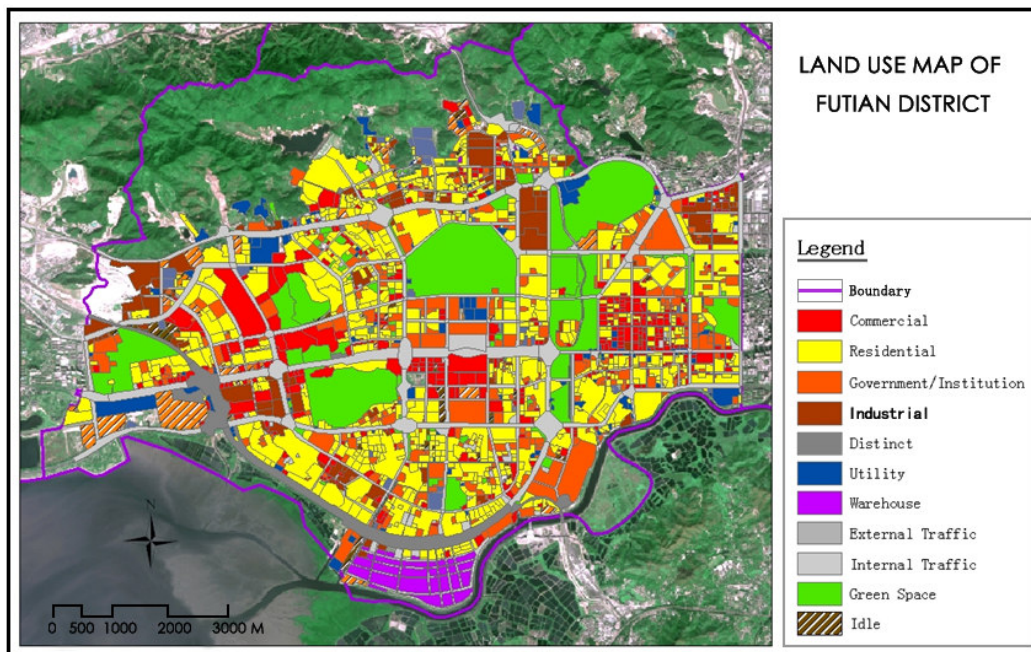 LAND USE MAP OF
FUTIAN DISTRICT
Legend
Boundary
Commercial
Residential
Government/Institution
Industrial
Distinct
Utility
Warehouse
External Traffic
Internal Traffic
Green Space
Idle
N
0 500 1000 2000 3000 M